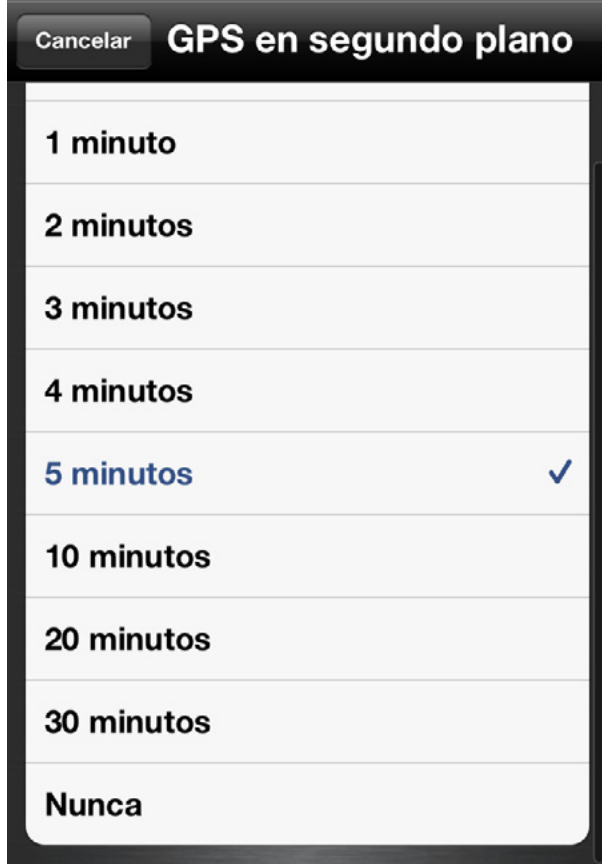 Cancelar GPS en segundo plano
1 minuto
2 minutos
3 minutos
4 minutos
5 minutos
10 minutos
20 minutos
30 minutos
Nunca